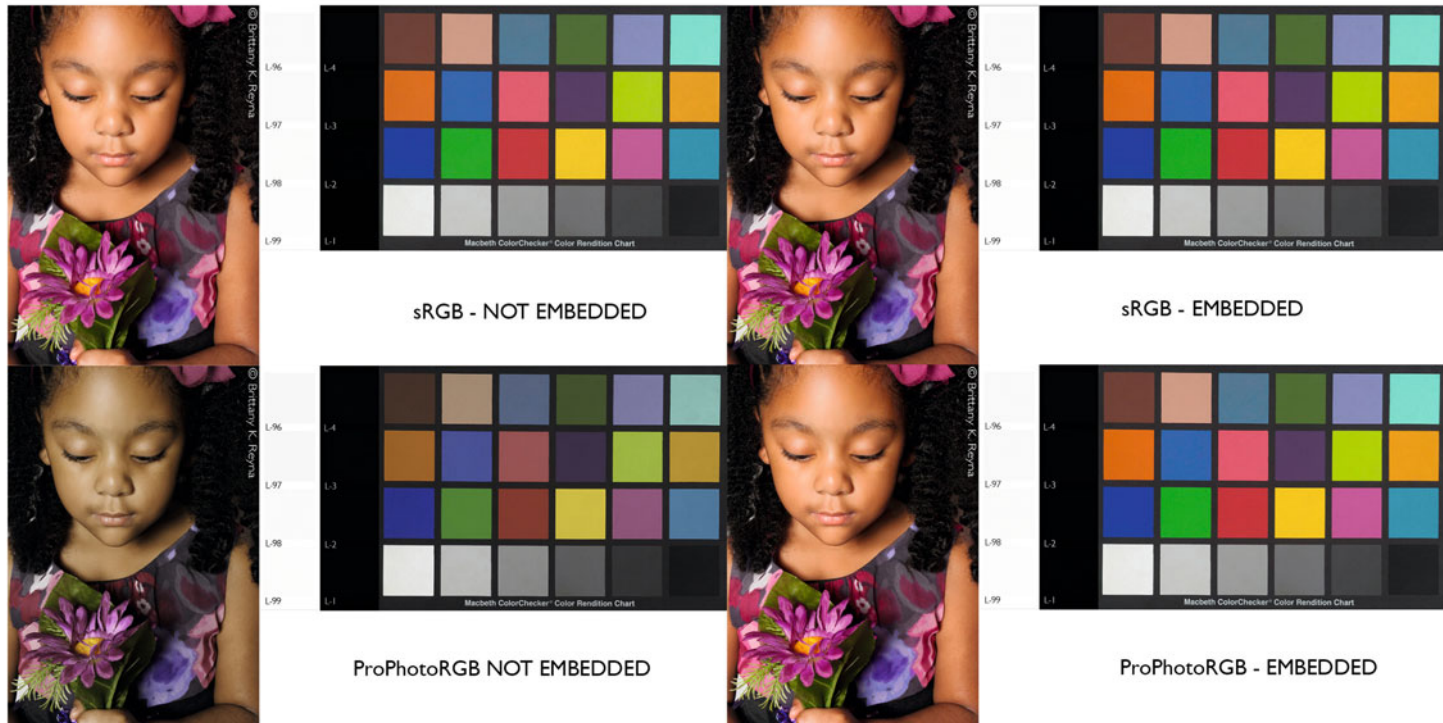 © Brittany K. Reyna
L-96
L-97
L-98
L-99
L-4
L-3
L-2
L-1
Macbeth ColorChecker® Color Rendition Chart
sRGB - NOT EMBEDDED
© Brittany K. Reyna
L-96
L-97
L-98
L-99
L-4
L-3
L-2
L-1
Macbeth ColorChecker® Color Rendition Chart
sRGB - EMBEDDED
© Brittany K. Reyna
L-96
L-97
L-98
L-99
L-4
L-3
L-2
L-1
Macbeth ColorChecker® Color Rendition Chart
ProPhotoRGB NOT EMBEDDED
© Brittany K. Reyna
L-96
L-97
L-98
L-99
L-4
L-3
L-2
L-1
Macbeth ColorChecker® Color Rendition Chart
ProPhotoRGB - EMBEDDED